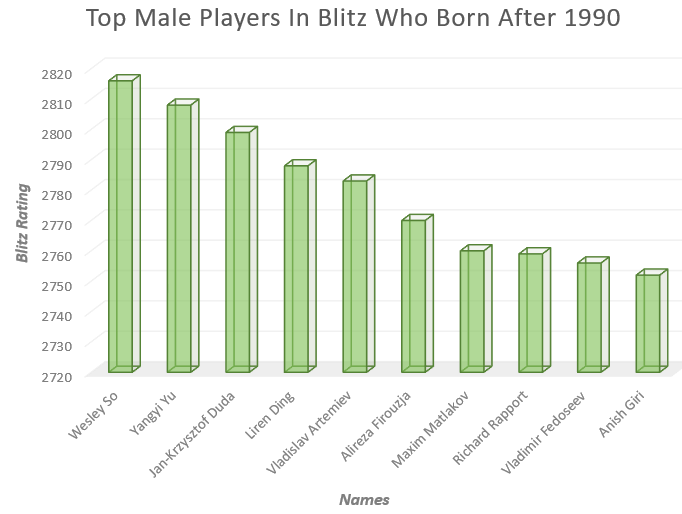 Top Male Players In Blitz Who Born After 1990
2820
2810
2800
2790
2780
2770
2760
2750
2740
2730
2720
Blitz Rating
Wesley So
Yangyi Yu
Jan-Krzysztof Duda
Liren Ding
Vladislav Artemiev
Alireza Firouzja
Maxim Matlakov
Richard Rapport
Vladimir Fedoseev
Anish Giri
Names